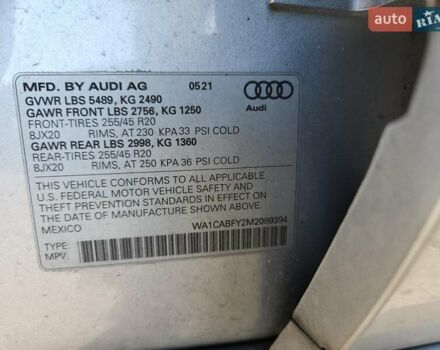 auto RIA
MFD. BY AUDI AG 05 21
GVWR LBS 5489, KG 2490
GAWR FRONT LBS 2756, KG 1250
FRONT-TIRES 255/45 R20
8JX20 RIMS, AT 230 KPA 33 PSI COLD
GAWR REAR LBS 2998, KG 1360
REAR-TIRES 255/45 R20
8JX20 RIMS, AT 250 KPA 36 PSI COLD
Audi
THIS VEHICLE CONFORMS TO ALL APPLICABLE
U.S. FEDERAL MOTOR VEHICLE SAFETY AND
THEFT PREVENTION STANDARDS IN EFFECT ON
THE DATE OF MANUFACTURE SHOWN ABOVE.
MEXICO WA1CABFY2M2099394
TYPE:
MPV